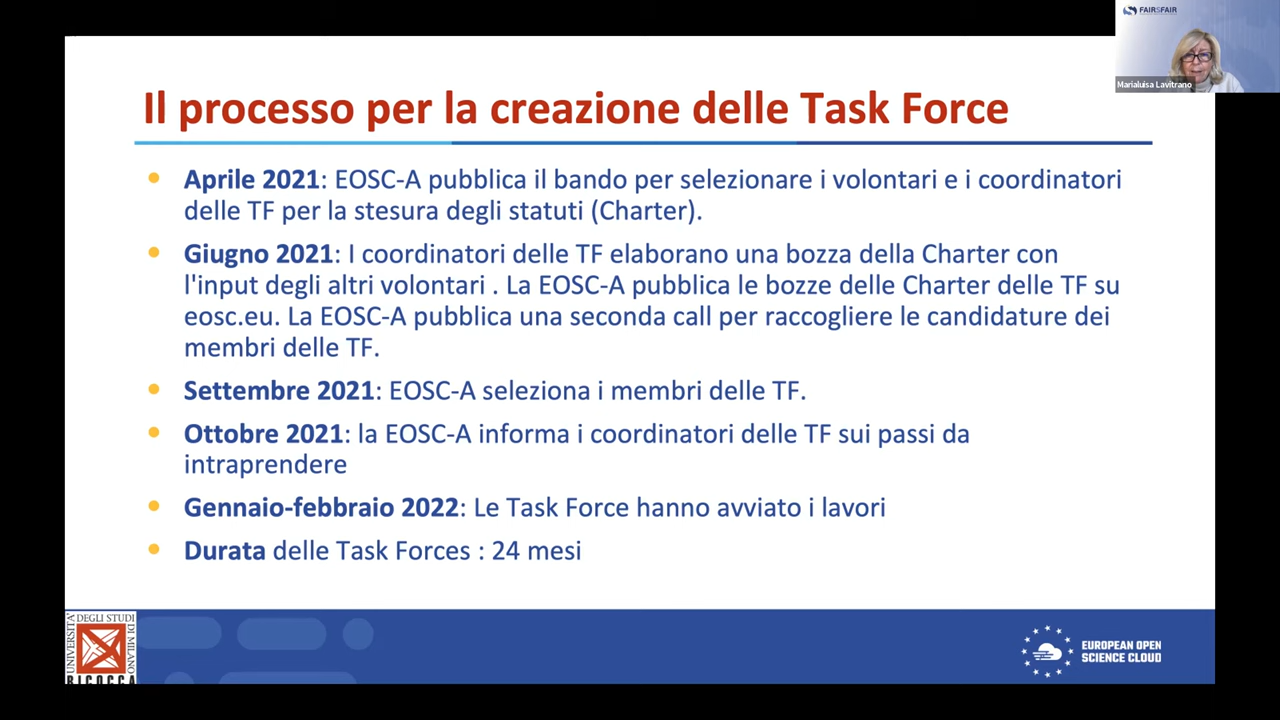 FAIRSFAIR
Marialuisa Lavitrano
Il processo per la creazione delle Task Force
Aprile 2021: EOSC-A pubblica il bando per selezionare i volontari e i coordinatori
delle TF per la stesura degli statuti (Charter).
Giugno 2021: I coordinatori delle TF elaborano una bozza della Charter con
l'input degli altri volontari . La EOSC-A pubblica le bozze delle Charter delle TF su
eosc.eu. La EOSC-A pubblica una seconda call per raccogliere le candidature dei
membri delle TF.
Settembre 2021: EOSC-A seleziona i membri delle TF.
Ottobre 2021: la EOSC-A informa i coordinatori delle TF sui passi da
intraprendere
Gennaio-febbraio 2022: Le Task Force hanno avviato i lavori
Durata delle Task Forces : 24 mesi
UNIVERSITA'
DEGLI STUDI
DI MILANO
BICOCCA
EUROPEAN OPEN
SCIENCE CLOUD